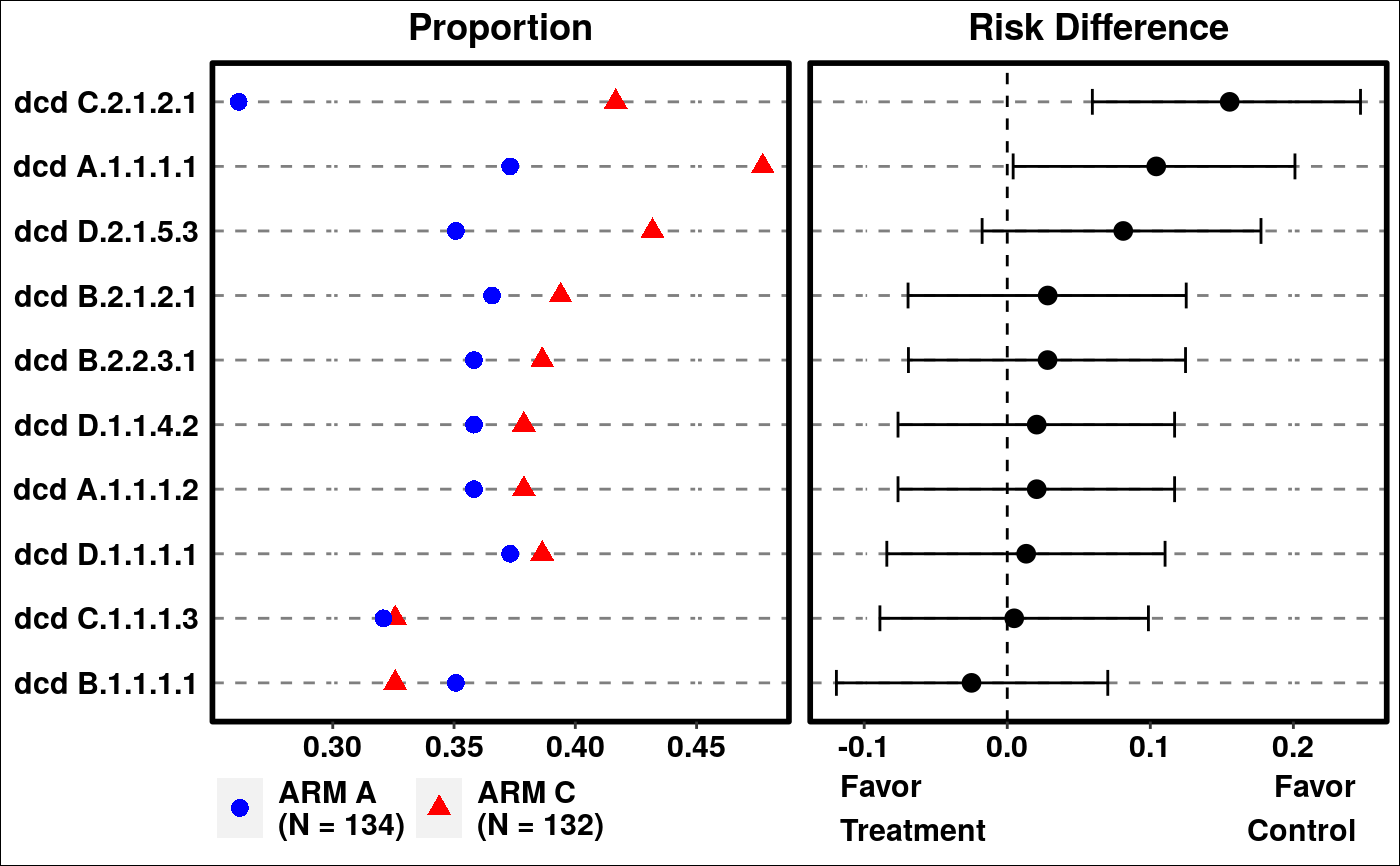 Proportion
Risk Difference
dcd C.2.1.2.1
dcd A.1.1.1.1
dcd D.2.1.5.3
dcd B.2.1.2.1
dcd B.2.2.3.1
dcd D.1.1.4.2
dcd A.1.1.1.2
dcd D.1.1.1.1
dcd C.1.1.1.3
dcd B.1.1.1.1
0.30 0.35 0.40 0.45
-0.1 0.0 0.1 0.2
ARM A
(N = 134)
ARM C
(N = 132)
Favor
Treatment
Favor
Control